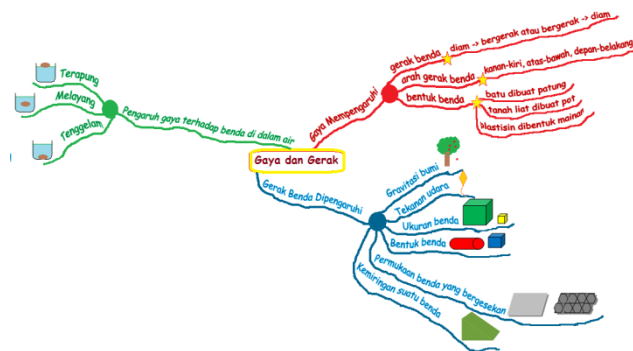 Gaya dan Gerak
Gaya Mempengaruhi
gerak benda
diam -> bergerak atau bergerak -> diam
arah gerak benda
kanan-kiri, atas-bawah, depan-belakang
bentuk benda
batu dibuat patung
tanah liat dibuat pot
plastisin dibentuk mainan
Gerak Benda Dipengaruhi
Gravitasi bumi
Tekanan udara
Ukuran benda
Bentuk benda
Permukaan benda yang bergesekan
Kemiringan suatu benda
Pengaruh gaya terhadap benda di dalam air
Terapung
Melayang
Tenggelam